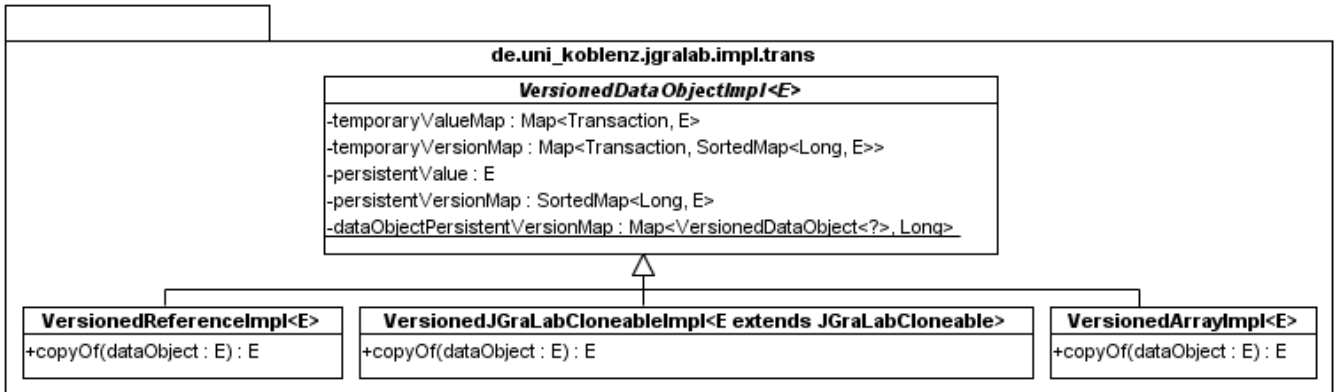 de.uni_koblenz.jgralab.impl.trans
VersionedDataObjectImpl<E>
-temporaryValueMap : Map<Transaction, E>
-temporaryVersionMap : Map<Transaction, SortedMap<Long, E>>
-persistentValue : E
-persistentVersionMap : SortedMap<Long, E>
-dataObjectPersistentVersionMap : Map<VersionedDataObject<?>, Long>
VersionedReferenceImpl<E>
+copyOf(dataObject : E) : E
VersionedJGraLabCloneableImpl<E extends JGraLabCloneable>
+copyOf(dataObject : E) : E
VersionedArrayImpl<E>
+copyOf(dataObject : E) : E